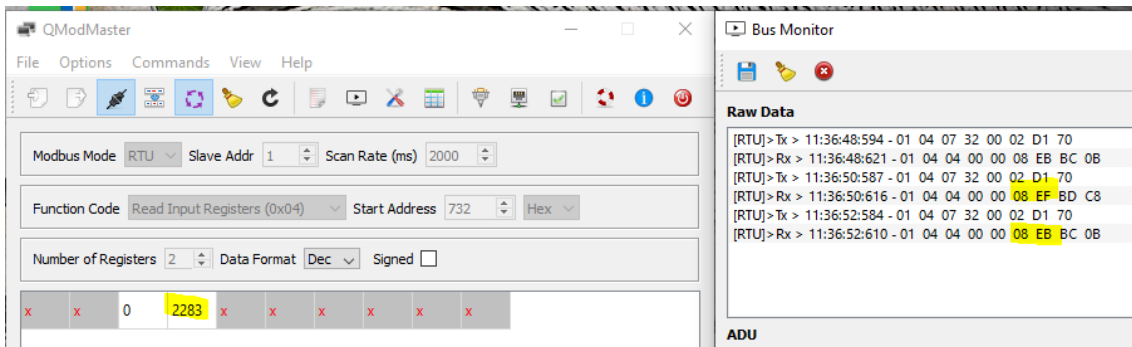 QModMaster
File Options Commands View Help
Modbus Mode RTU Slave Addr 1 Scan Rate (ms) 2000
Function Code Read Input Registers (0x04) Start Address 732 Hex
Number of Registers 2 Data Format Dec Signed
x x 0 2283 x x x x x x
Bus Monitor
Raw Data
[RTU]>Tx > 11:36:48:594 - 01 04 07 32 00 02 D1 70
[RTU]>Rx > 11:36:48:621 - 01 04 04 00 00 08 EB BC 0B
[RTU]>Tx > 11:36:50:587 - 01 04 07 32 00 02 D1 70
[RTU]>Rx > 11:36:50:616 - 01 04 04 00 00 08 EF BD C8
[RTU]>Tx > 11:36:52:584 - 01 04 07 32 00 02 D1 70
[RTU]>Rx > 11:36:52:610 - 01 04 04 00 00 08 EB BC 0B
ADU